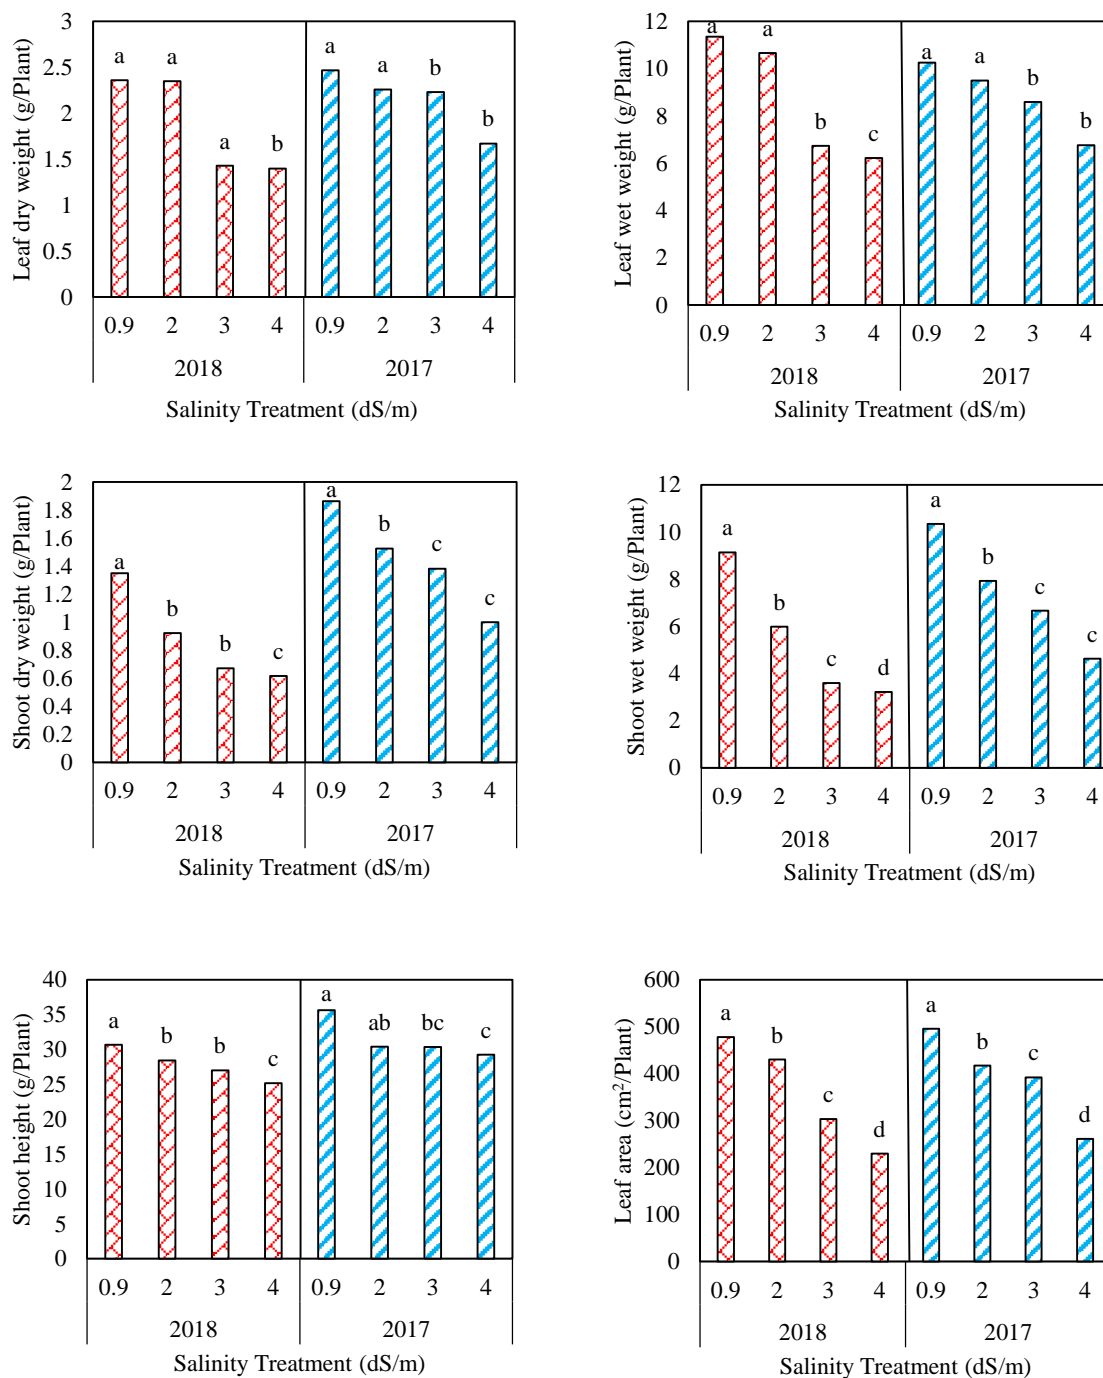 Leaf dry weight (g/Plant)
3
2.5
2
1.5
1
0.5
0
a a a b a a b b
0.9 2 3 4 0.9 2 3 4
2018 2017
Salinity Treatment (dS/m)
Leaf wet weight (g/Plant)
12
10
8
6
4
2
0
a a b c a a b b
0.9 2 3 4 0.9 2 3 4
2018 2017
Salinity Treatment (dS/m)
Shoot dry weight (g/Plant)
2
1.8
1.6
1.4
1.2
1
0.8
0.6
0.4
0.2
0
a b b c a b c c
0.9 2 3 4 0.9 2 3 4
2018 2017
Salinity Treatment (dS/m)
Shoot wet weight (g/Plant)
12
10
8
6
4
2
0
a b c d a b c c
0.9 2 3 4 0.9 2 3 4
2018 2017
Salinity Treatment (dS/m)
Shoot height (g/Plant)
40
35
30
25
20
15
10
5
0
a b b c a ab bc c
0.9 2 3 4 0.9 2 3 4
2018 2017
Salinity Treatment (dS/m)
Leaf area (cm²/Plant)
600
500
400
300
200
100
0
a b c d a b c d
0.9 2 3 4 0.9 2 3 4
2018 2017
Salinity Treatment (dS/m)